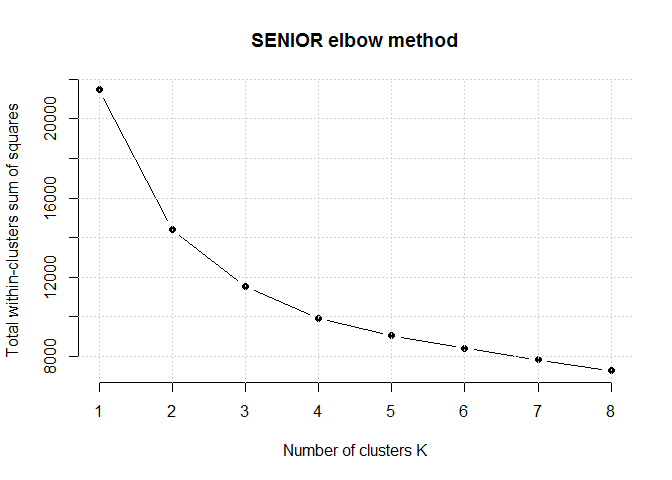 SENIOR elbow method
Total within-clusters sum of squares
20000
16000
12000
8000
1 2 3 4 5 6 7 8
Number of clusters K